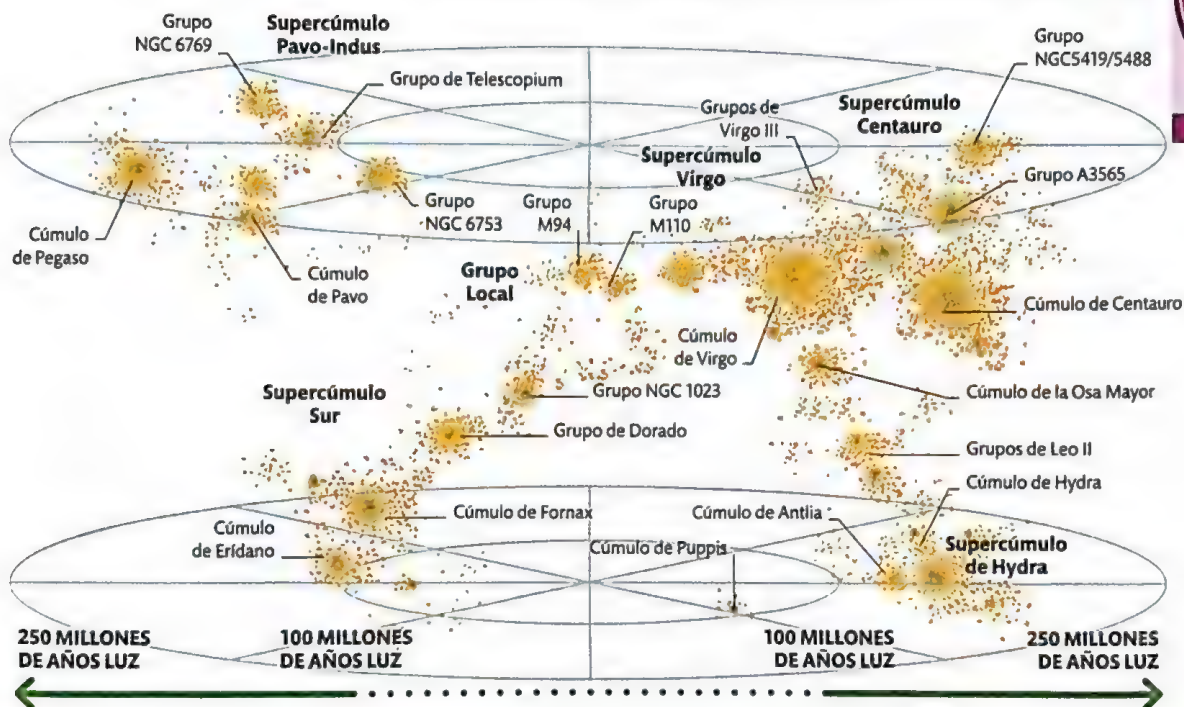 Grupo
NGC 6769
Supercúmulo
Pavo-Indus
Grupo de Telescopium
Grupos de
Virgo III
Supercúmulo
Centauro
Grupo
NGC5419/5488
Supercúmulo
Virgo
Grupo A3565
Cúmulo
de Pegaso
Cúmulo
de Pavo
Grupo
NGC 6753
Grupo
M94
Grupo
M110
Grupo
Local
Cúmulo
de Virgo
Cúmulo de Centauro
Supercúmulo
Sur
Grupo NGC 1023
Cúmulo de la Osa Mayor
Grupo de Dorado
Grupos de Leo II
Cúmulo de Hydra
Cúmulo
de Erídano
Cúmulo de Fornax
Cúmulo de Antlia
Cúmulo de Puppis
Supercúmulo
de Hydra
250 MILLONES
DE AÑOS LUZ
100 MILLONES
DE AÑOS LUZ
100 MILLONES
DE AÑOS LUZ
250 MILLONES
DE AÑOS LUZ